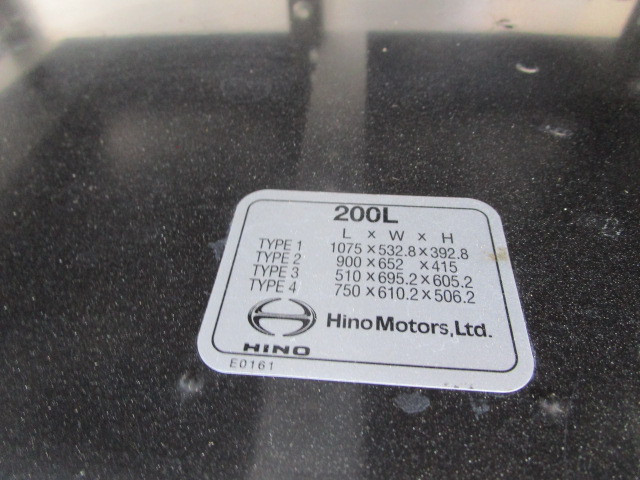 200L
L x W x H
TYPE 1 1075×532.8×392.8
TYPE 2 900×652 ×415
TYPE 3 510×695.2×605.2
TYPE 4 750×610.2×506.2
HINO
Hino Motors, Ltd.
E0161